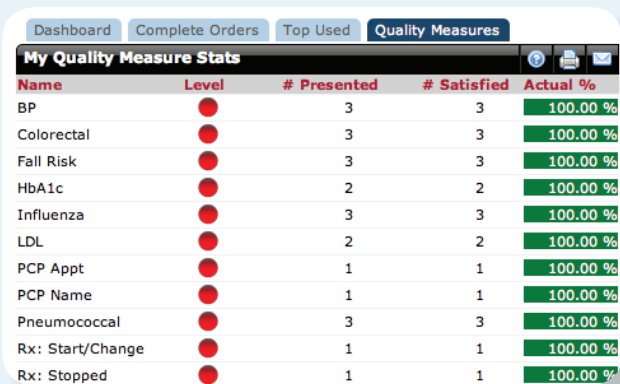 Dashboard Complete Orders Top Used Quality Measures
My Quality Measure Stats ?
Name Level # Presented # Satisfied Actual %
BP 3 3 100.00 %
Colorectal 3 3 100.00 %
Fall Risk 3 3 100.00 %
HbA1c 2 2 100.00 %
Influenza 3 3 100.00 %
LDL 2 2 100.00 %
PCP Appt 1 1 100.00 %
PCP Name 1 1 100.00 %
Pneumococcal 3 3 100.00 %
Rx: Start/Change 1 1 100.00 %
Rx: Stopped 1 1 100.00 %